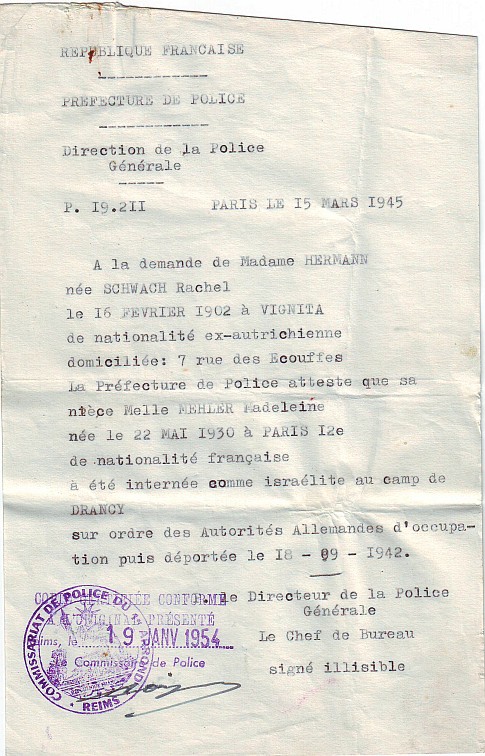 REPUBLIQUE FRANCAISE
PREFECTURE DE POLICE
Direction de la Police
Générale
P. I9.2II PARIS LE I5 MARS I945
A la demande de Madame HERMANN
née SCHWACH Rachel
le I6 FEVRIER I902 à VIGNITA
de nationalité ex-autrichienne
domiciliée: 7 rue des Ecouffes
La Préfecture de Police atteste que sa
nièce Melle MEHLER Madeleine
née le 22 MAI I930 à PARIS I2e
de nationalité française
à été internée comme israélite au camp de
DRANCY
sur ordre des Autorités Allemandes d'occupa-
tion puis déportée le I8 - 09 - I942.
Le Directeur de la Police
Générale
Le Chef de Bureau
signé illisible
COPIE CERTIFIÉE CONFORME
A L'ORIGINAL PRÉSENTÉ
Reims, le 19 JANV 1954
Le Commissaire de Police
COMMISSARIAT DE POLICE DU
REIMS